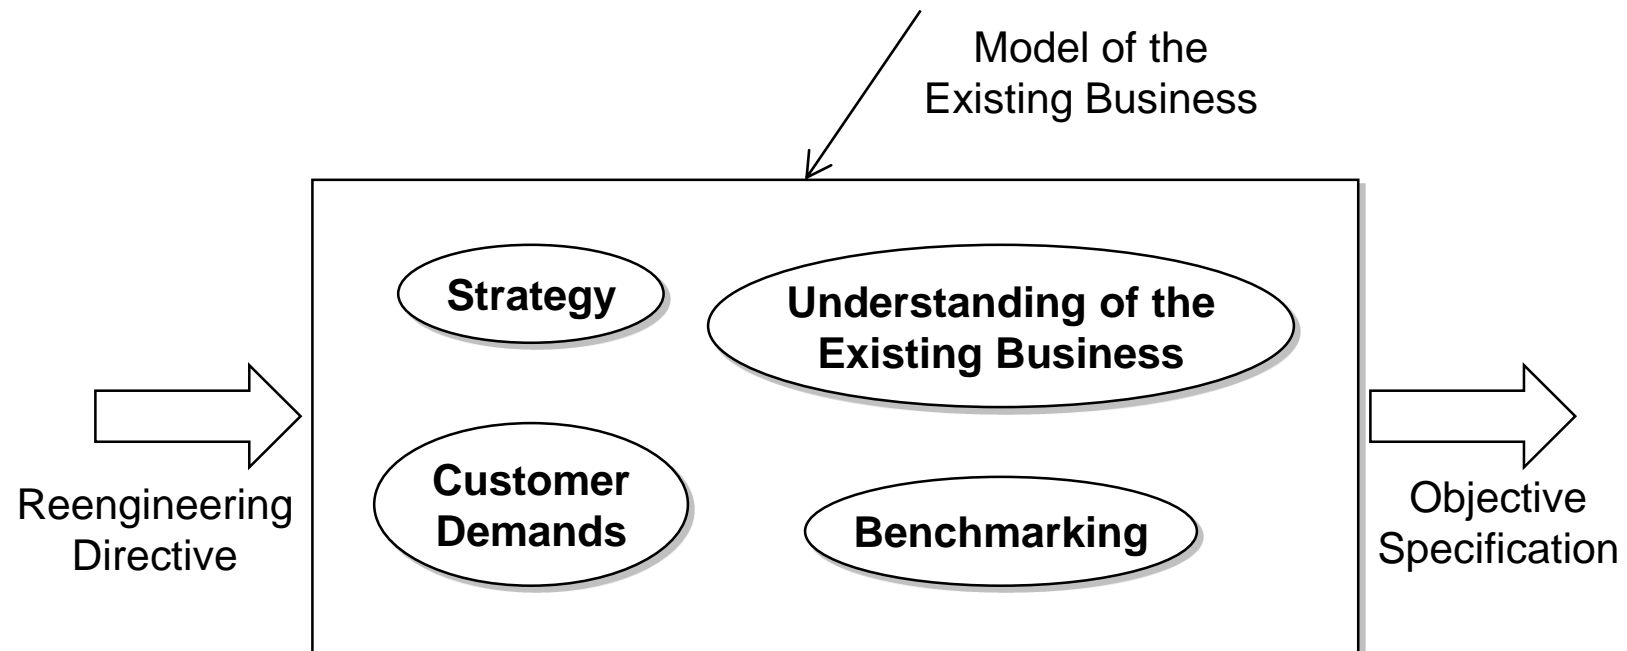 Model of the
Existing Business
Strategy
Understanding of the
Existing Business
Reengineering
Directive
Customer
Demands
Benchmarking
Objective
Specification